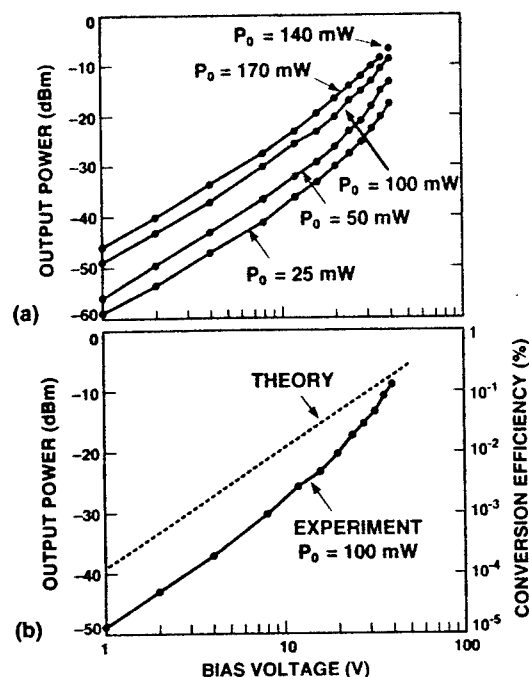 0
P₀ = 140 mW
P₀ = 170 mW
-10
-20
-30
P₀ = 100 mW
P₀ = 50 mW
-40
P₀ = 25 mW
-50
-60
OUTPUT POWER (dBm)
(a)
0
1
THEORY
-10
10⁻¹
-20
10⁻²
-30
10⁻³
EXPERIMENT
P₀ = 100 mW
-40
10⁻⁴
-50
10⁻⁵
OUTPUT POWER (dBm)
CONVERSION EFFICIENCY (%)
(b)
1
10
100
BIAS VOLTAGE (V)